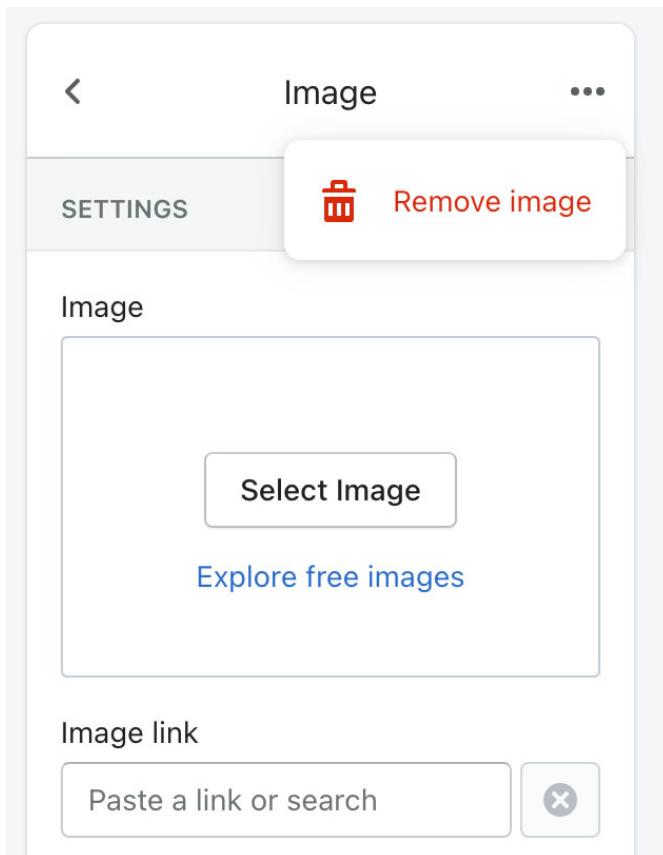 Image
Remove image
SETTINGS
Image
Select Image
Explore free images
Image link
Paste a link or search